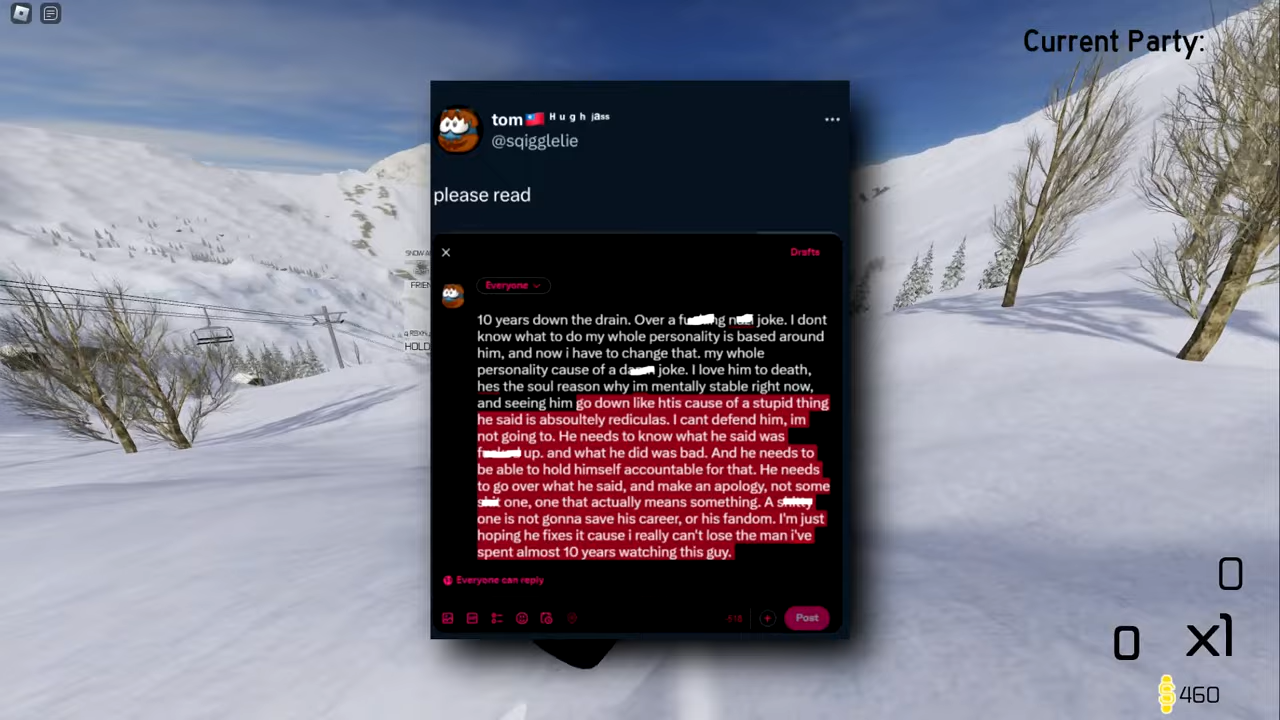 Current Party:
tom🇹🇼 H u g h jass
@sqigglelie
please read
Drafts
Everyone
10 years down the drain. Over a fu ng n joke. I dont
know what to do my whole personality is based around
him, and now i have to change that. my whole
personality cause of a da joke. I love him to death,
hes the soul reason why im mentally stable right now,
and seeing him go down like htis cause of a stupid thing
he said is absoultely rediculas. I cant defend him, im
not going to. He needs to know what he said was
f up. and what he did was bad. And he needs to
be able to hold himself accountable for that. He needs
to go over what he said, and make an apology, not some
one, one that actually means something. A
one is not gonna save his career, or his fandom. I'm just
hoping he fixes it cause i really can't lose the man i've
spent almost 10 years watching this guy.
Everyone can reply
Post
FRIEN
HOLD
0
0 x1
460